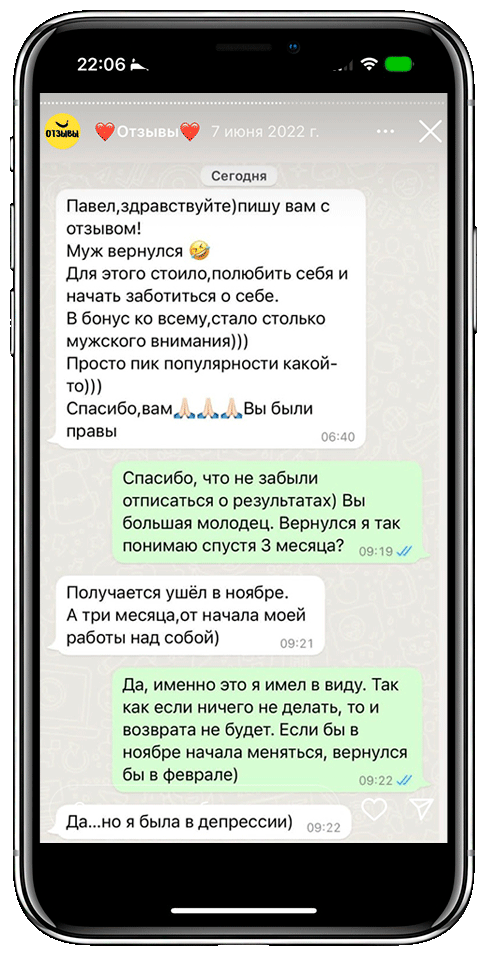 22:06
ОТЗЫВЫ
❤️Отзывы❤️ 7 июня 2022 г.
Сегодня
Павел,здравствуйте)пишу вам с
отзывом!
Муж вернулся 🤣
Для этого стоило,полюбить себя и
начать заботиться о себе.
В бонус ко всему,стало столько
мужского внимания)))
Просто пик популярности какой-
то)))
Спасибо,вам🙏🏻🙏🏻🙏🏻Вы были
правы
06:40
Спасибо, что не забыли
отписаться о результатах) Вы
большая молодец. Вернулся я так
понимаю спустя 3 месяца? 09:19
Получается ушёл в ноябре.
А три месяца,от начала моей
работы над собой) 09:21
Да, именно это я имел в виду. Так
как если ничего не делать, то и
возврата не будет. Если бы в
ноябре начала меняться, вернулся
бы в феврале) 09:22
Да...но я была в депрессии) 09:22